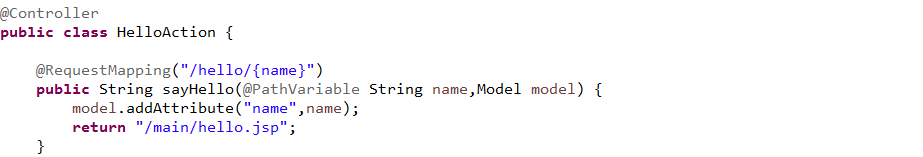 @Controller
public class HelloAction {
@RequestMapping("/hello/{name}")
public String sayHello(@PathVariable String name,Model model) {
model.addAttribute("name",name);
return "/main/hello.jsp";
}